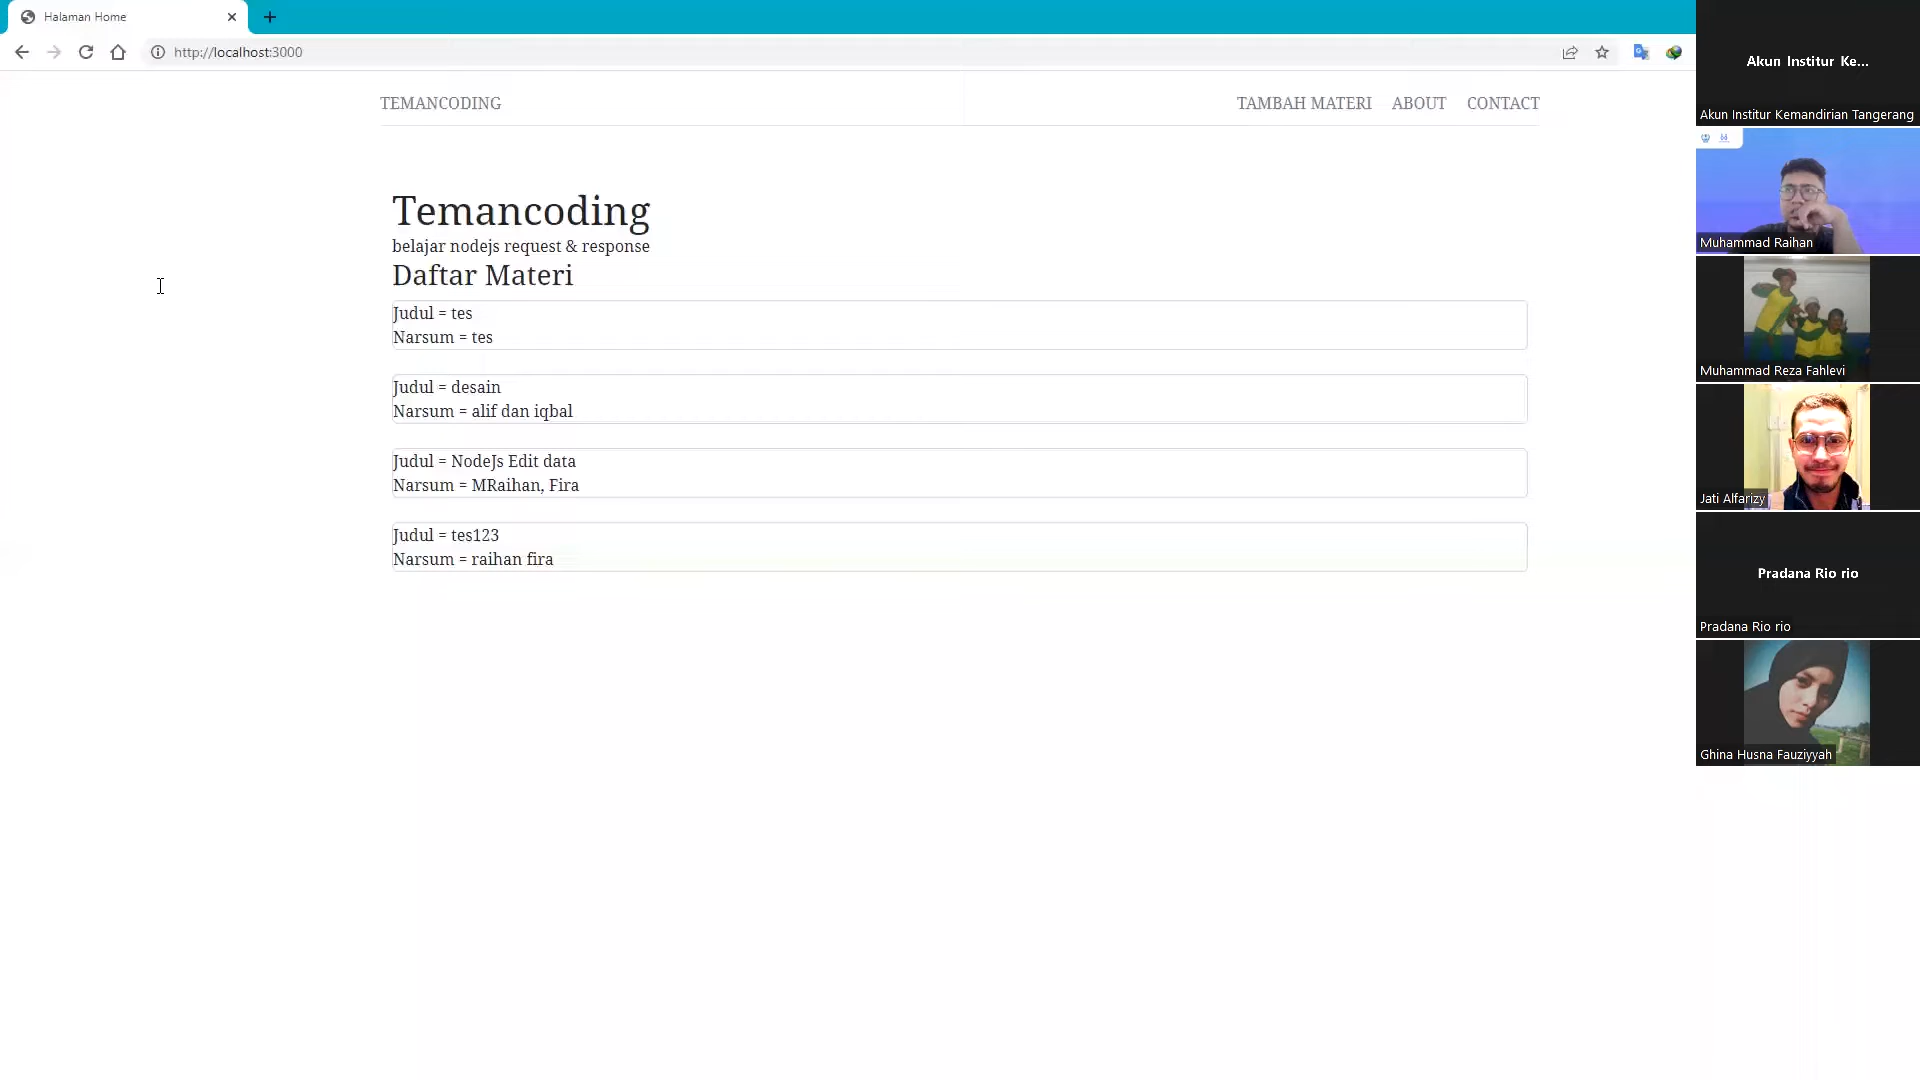 Halaman Home
http://localhost:3000
TEMANCODING
TAMBAH MATERI
ABOUT
CONTACT
Temancoding
belajar nodejs request & response
Daftar Materi
Judul = tes
Narsum = tes
Judul = desain
Narsum = alif dan iqbal
Judul = NodeJs Edit data
Narsum = MRaihan, Fira
Judul = tes123
Narsum = raihan fira
Akun Institur Ke...
Akun Institur Kemandirian Tangerang
Muhammad Raihan
Muhammad Reza Fahlevi
Jati Alfarizy
Pradana Rio rio
Pradana Rio rio
Ghina Husna Fauziyyah